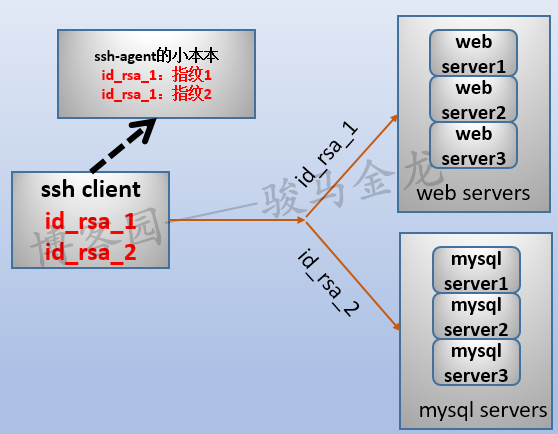 ssh-agent的小本本
id_rsa_1：指纹1
id_rsa_1：指纹2
ssh client
id_rsa_1
id_rsa_2
id_rsa_1
id_rsa_2
web
server1
web
server2
web
server3
web servers
mysql
server1
mysql
server2
mysql
server3
mysql servers
博客园——骏马金龙